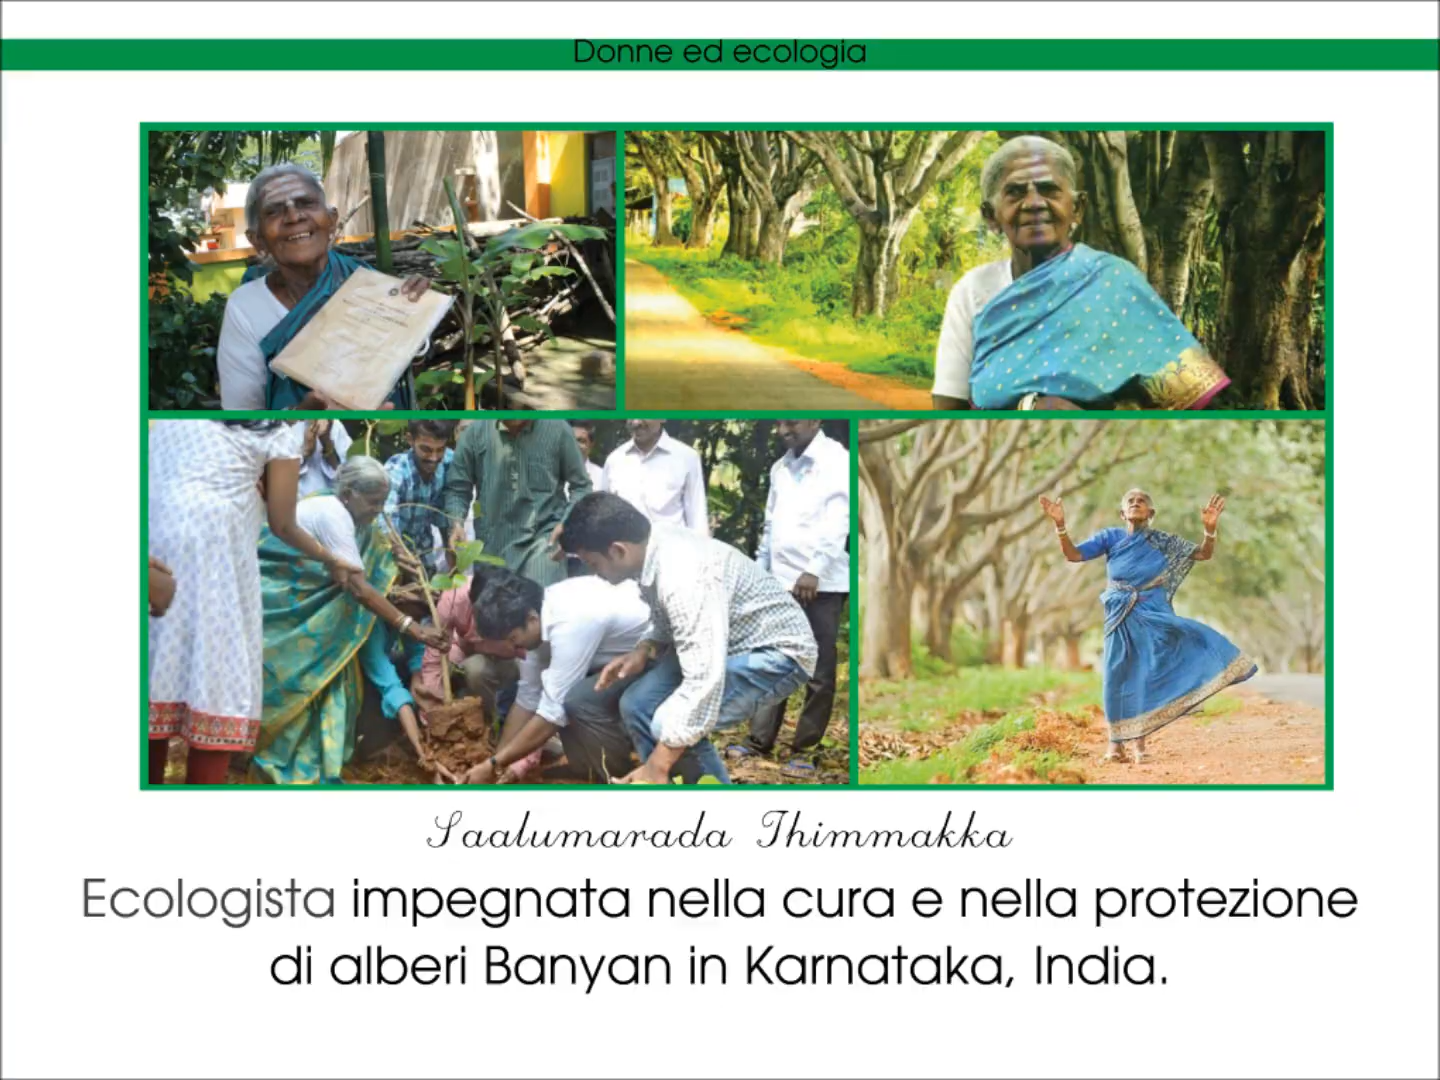 Donne ed ecologia
Saalumarada Thimmakka
Ecologista impegnata nella cura e nella protezione
di alberi Banyan in Karnataka, India.